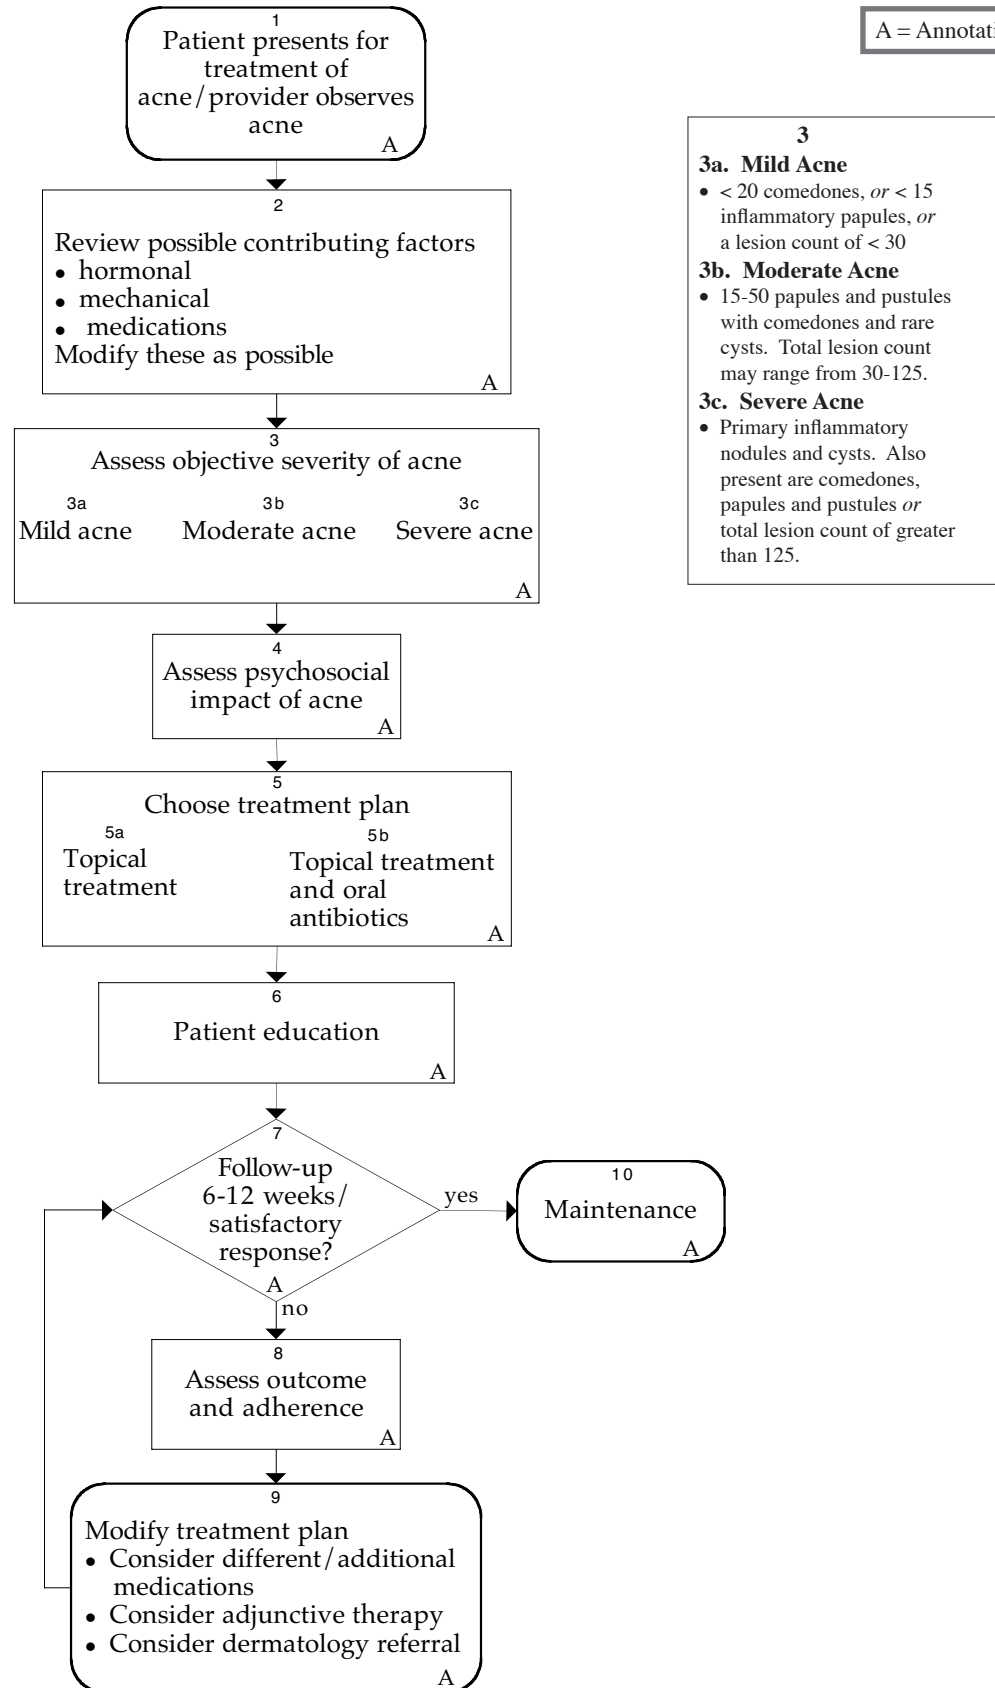 1
Patient presents for
treatment of
acne/provider observes
acne
A
A = Annotati
2
Review possible contributing factors
• hormonal
• mechanical
• medications
Modify these as possible
A
3
Assess objective severity of acne
3a
Mild acne
3b
Moderate acne
3c
Severe acne
A
3
3a. Mild Acne
• < 20 comedones, or < 15
inflammatory papules, or
a lesion count of < 30
3b. Moderate Acne
• 15-50 papules and pustules
with comedones and rare
cysts. Total lesion count
may range from 30-125.
3c. Severe Acne
• Primary inflammatory
nodules and cysts. Also
present are comedones,
papules and pustules or
total lesion count of greater
than 125.
4
Assess psychosocial
impact of acne
A
5
Choose treatment plan
5a
Topical
treatment
5b
Topical treatment
and oral
antibiotics
A
6
Patient education
A
7
Follow-up
6-12 weeks/
satisfactory
response?
A
yes
10
Maintenance
A
no
8
Assess outcome
and adherence
A
9
Modify treatment plan
• Consider different/additional
medications
• Consider adjunctive therapy
• Consider dermatology referral
A